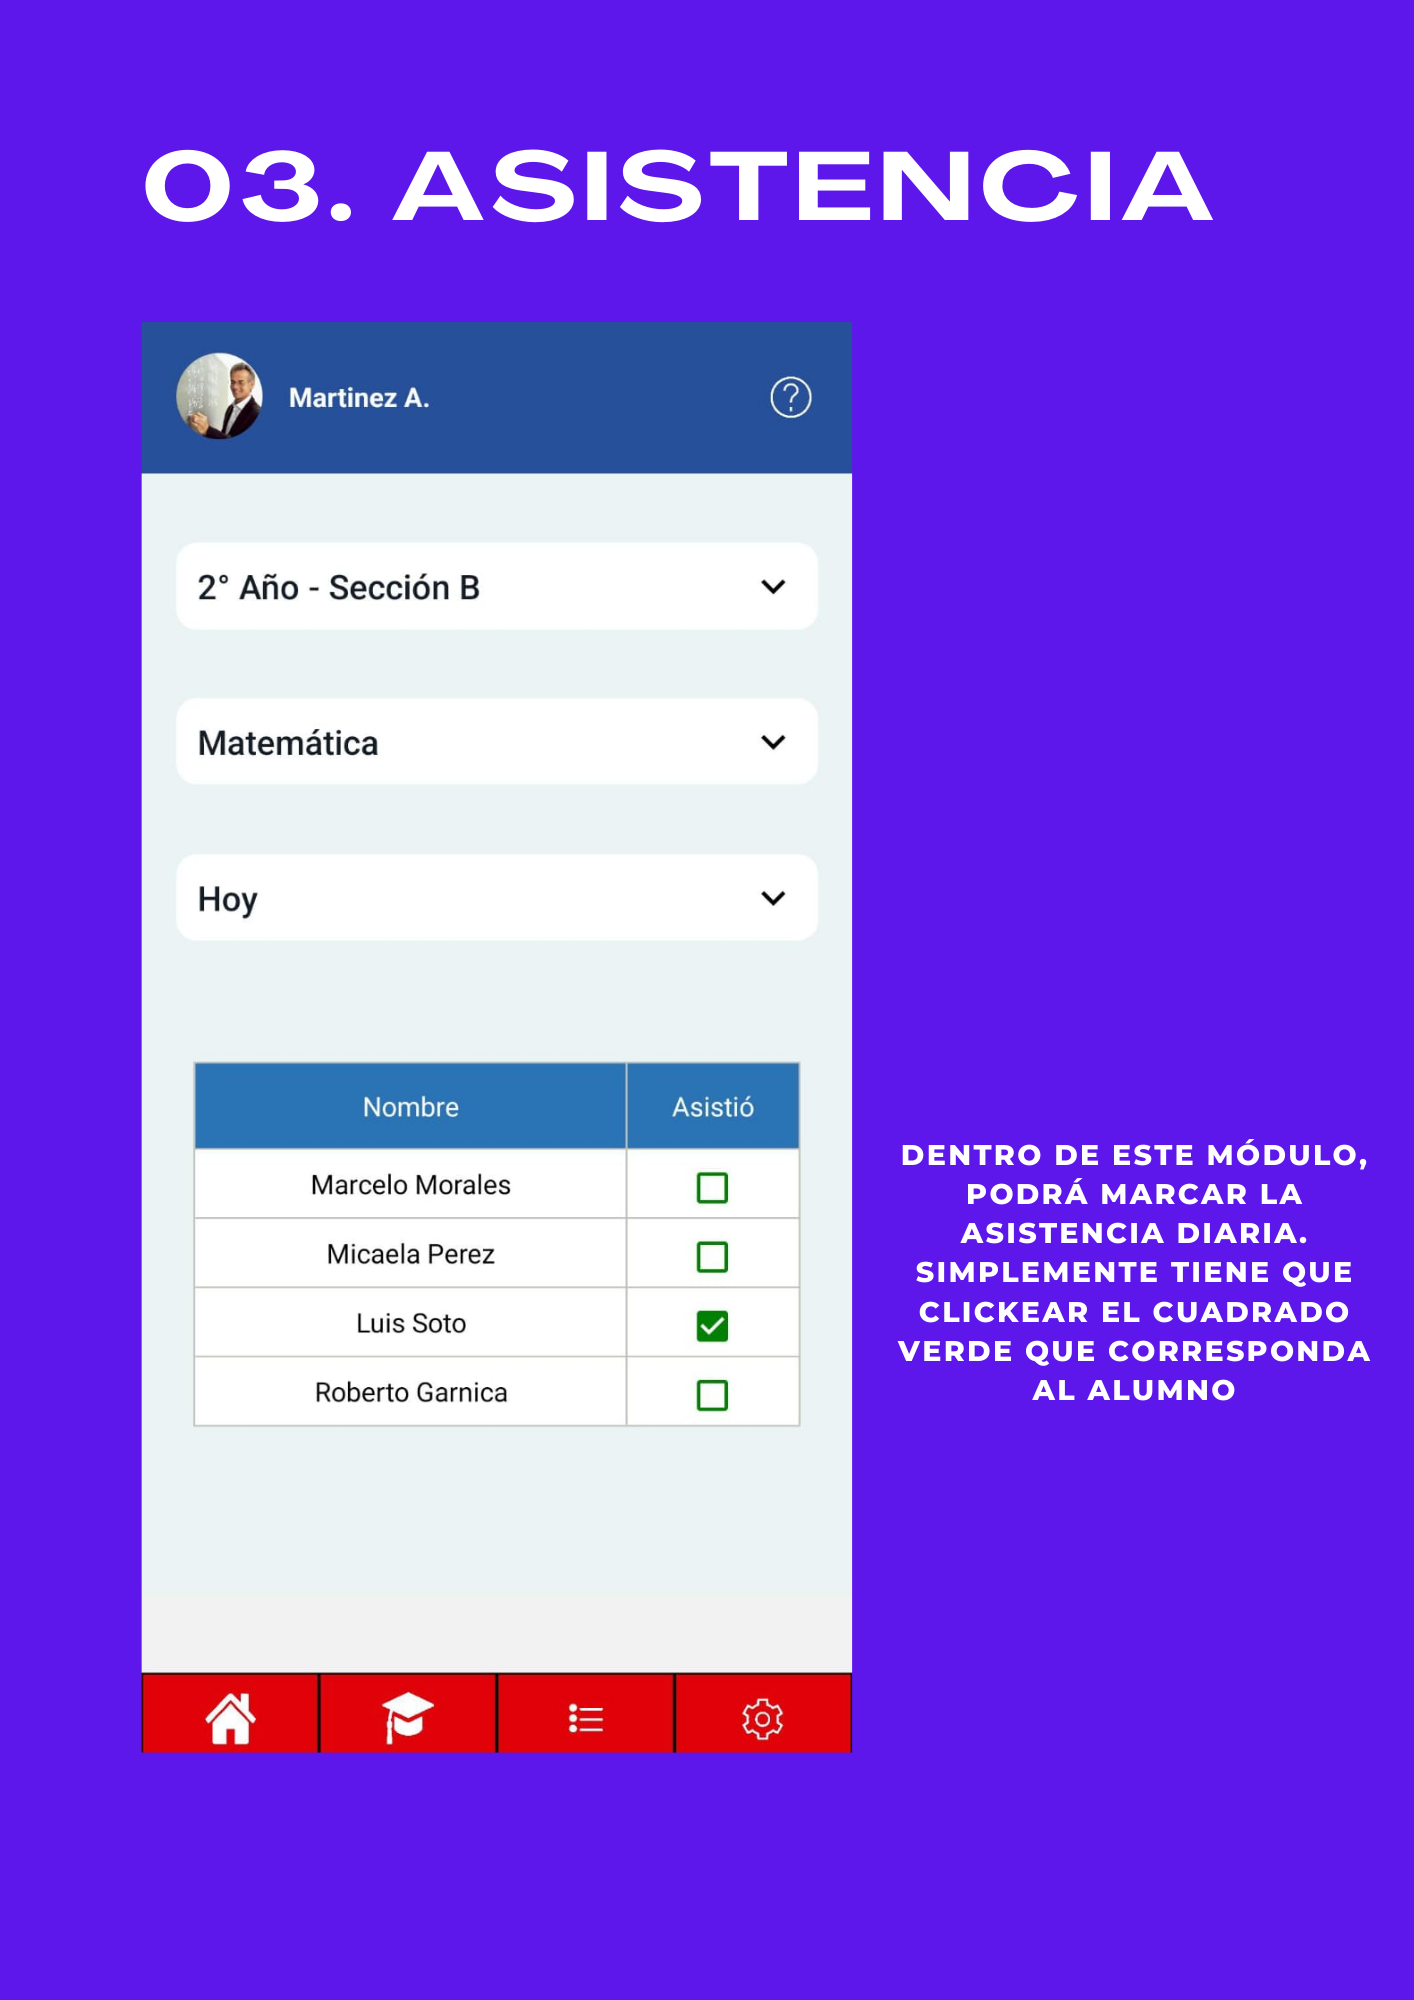 03. ASISTENCIA
Martinez A.
2° Año - Sección B
Matemática
Hoy
Nombre Asistió
Marcelo Morales
Micaela Perez
Luis Soto
Roberto Garnica
DENTRO DE ESTE MÓDULO,
PODRÁ MARCAR LA
ASISTENCIA DIARIA.
SIMPLEMENTE TIENE QUE
CLICKEAR EL CUADRADO
VERDE QUE CORRESPONDA
AL ALUMNO